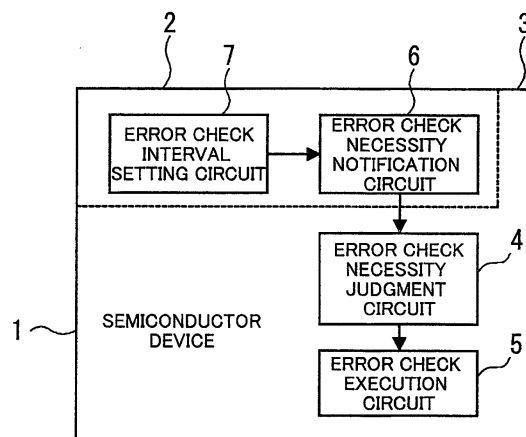 2
3
7
6
ERROR CHECK
INTERVAL
SETTING CIRCUIT
ERROR CHECK
NECESSITY
NOTIFICATION
CIRCUIT
4
ERROR CHECK
NECESSITY
JUDGMENT
CIRCUIT
1
SEMICONDUCTOR
DEVICE
5
ERROR CHECK
EXECUTION
CIRCUIT